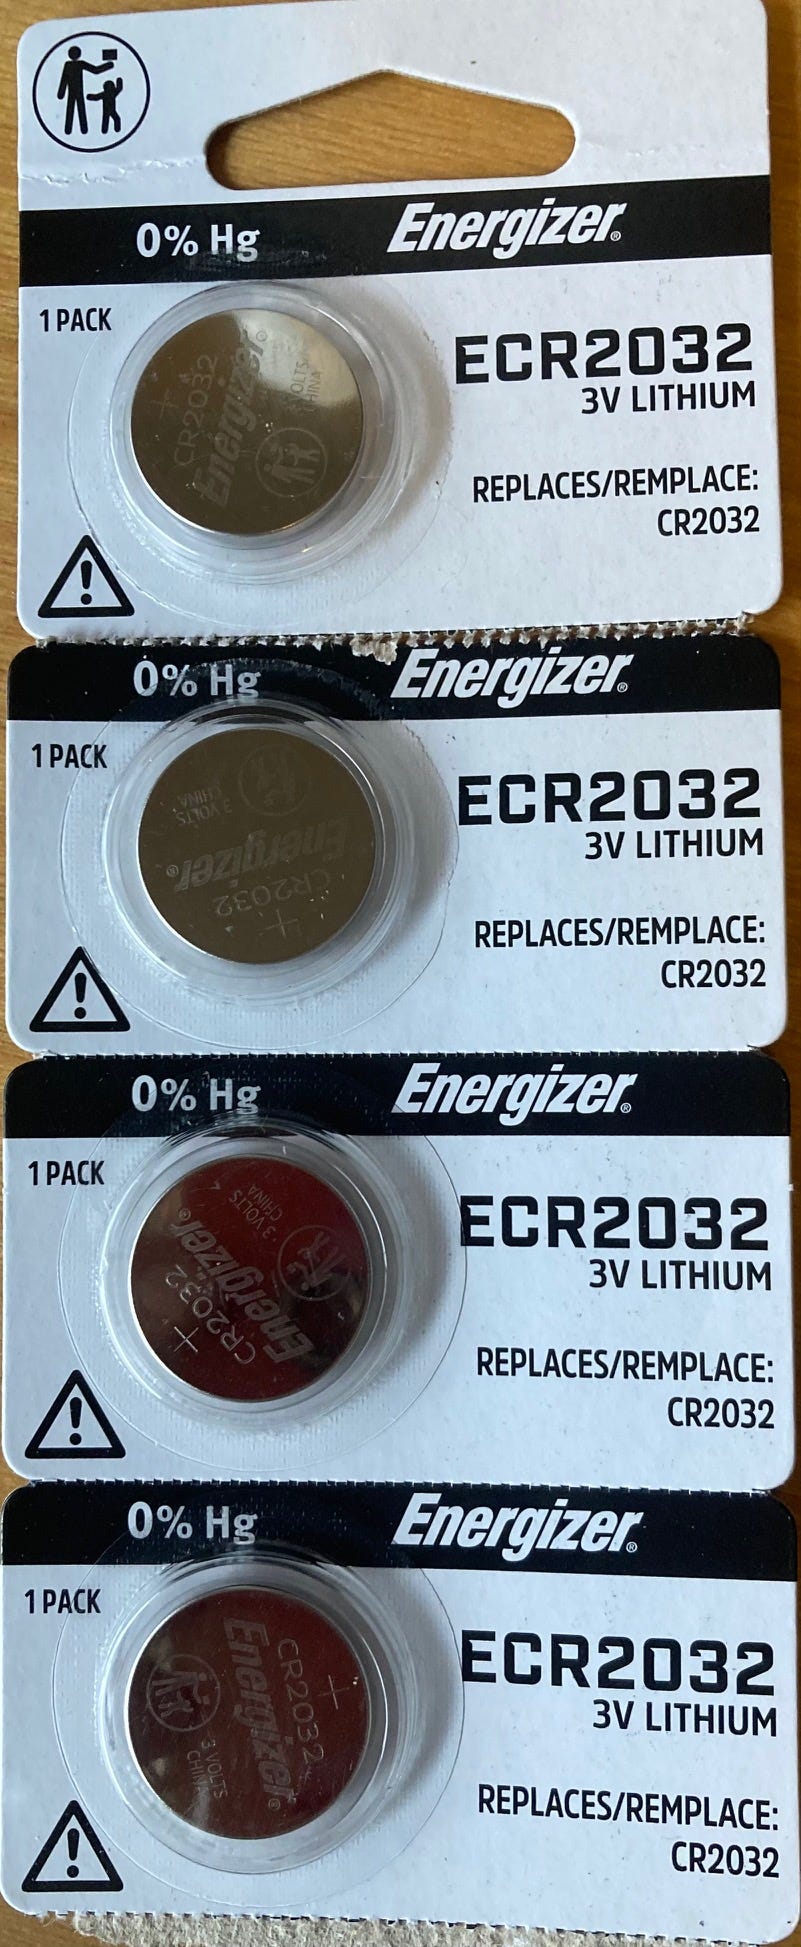 0% Hg Energizer®
1 PACK
ECR2032
3V LITHIUM
REPLACES/REMPLACE:
CR2032
+
CR2032
Energizer®
3 VOLTS
CHINA
0% Hg Energizer®
1 PACK
ECR2032
3V LITHIUM
REPLACES/REMPLACE:
CR2032
+
CR2032
Energizer®
3 VOLTS
CHINA
0% Hg Energizer®
1 PACK
ECR2032
3V LITHIUM
REPLACES/REMPLACE:
CR2032
+
CR2032
Energizer
3 VOLTS
CHINA
0% Hg Energizer®
1 PACK
ECR2032
3V LITHIUM
REPLACES/REMPLACE:
CR2032
+
CR2032
Energizer®
3 VOLTS
CHINA